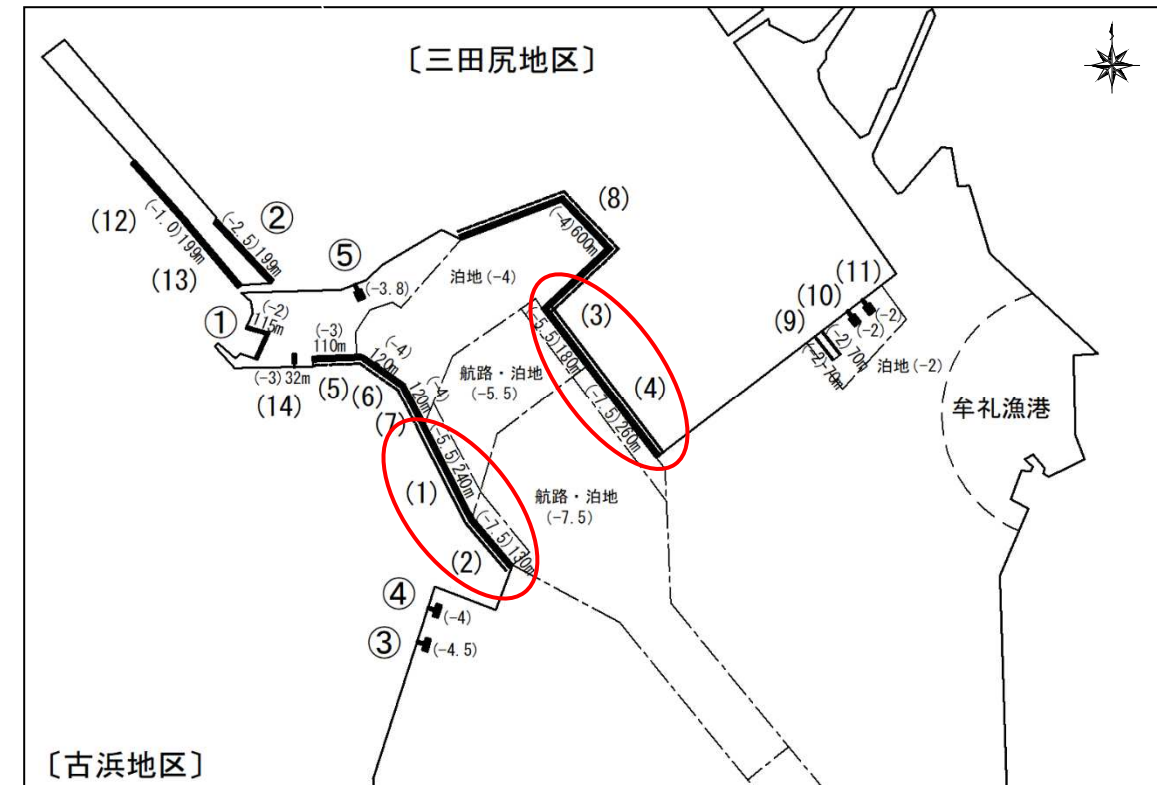 〔三田尻地区〕
(8)
(-4)600m
(12)
(-1.0)199m
②
(-2.5)199m
⑤
(-3.8)
泊地(-4)
(13)
(11)
(10)
(-2)
(-2)
(9)
(-2)70m
(-2)70m
泊地(-2)
(3)
(-5.5)180m
①
(-2)
115m
(-3)
110m
(-4)
120m
(-4)
120m
航路・泊地
(-5.5)
(4)
(-7.5)260m
(-3)32m
(14)
(5)
(6)
(7)
牟礼漁港
(-5.5)240m
(1)
航路・泊地
(-7.5)
(-7.5)130m
(2)
④
(-4)
③
(-4.5)
〔古浜地区〕